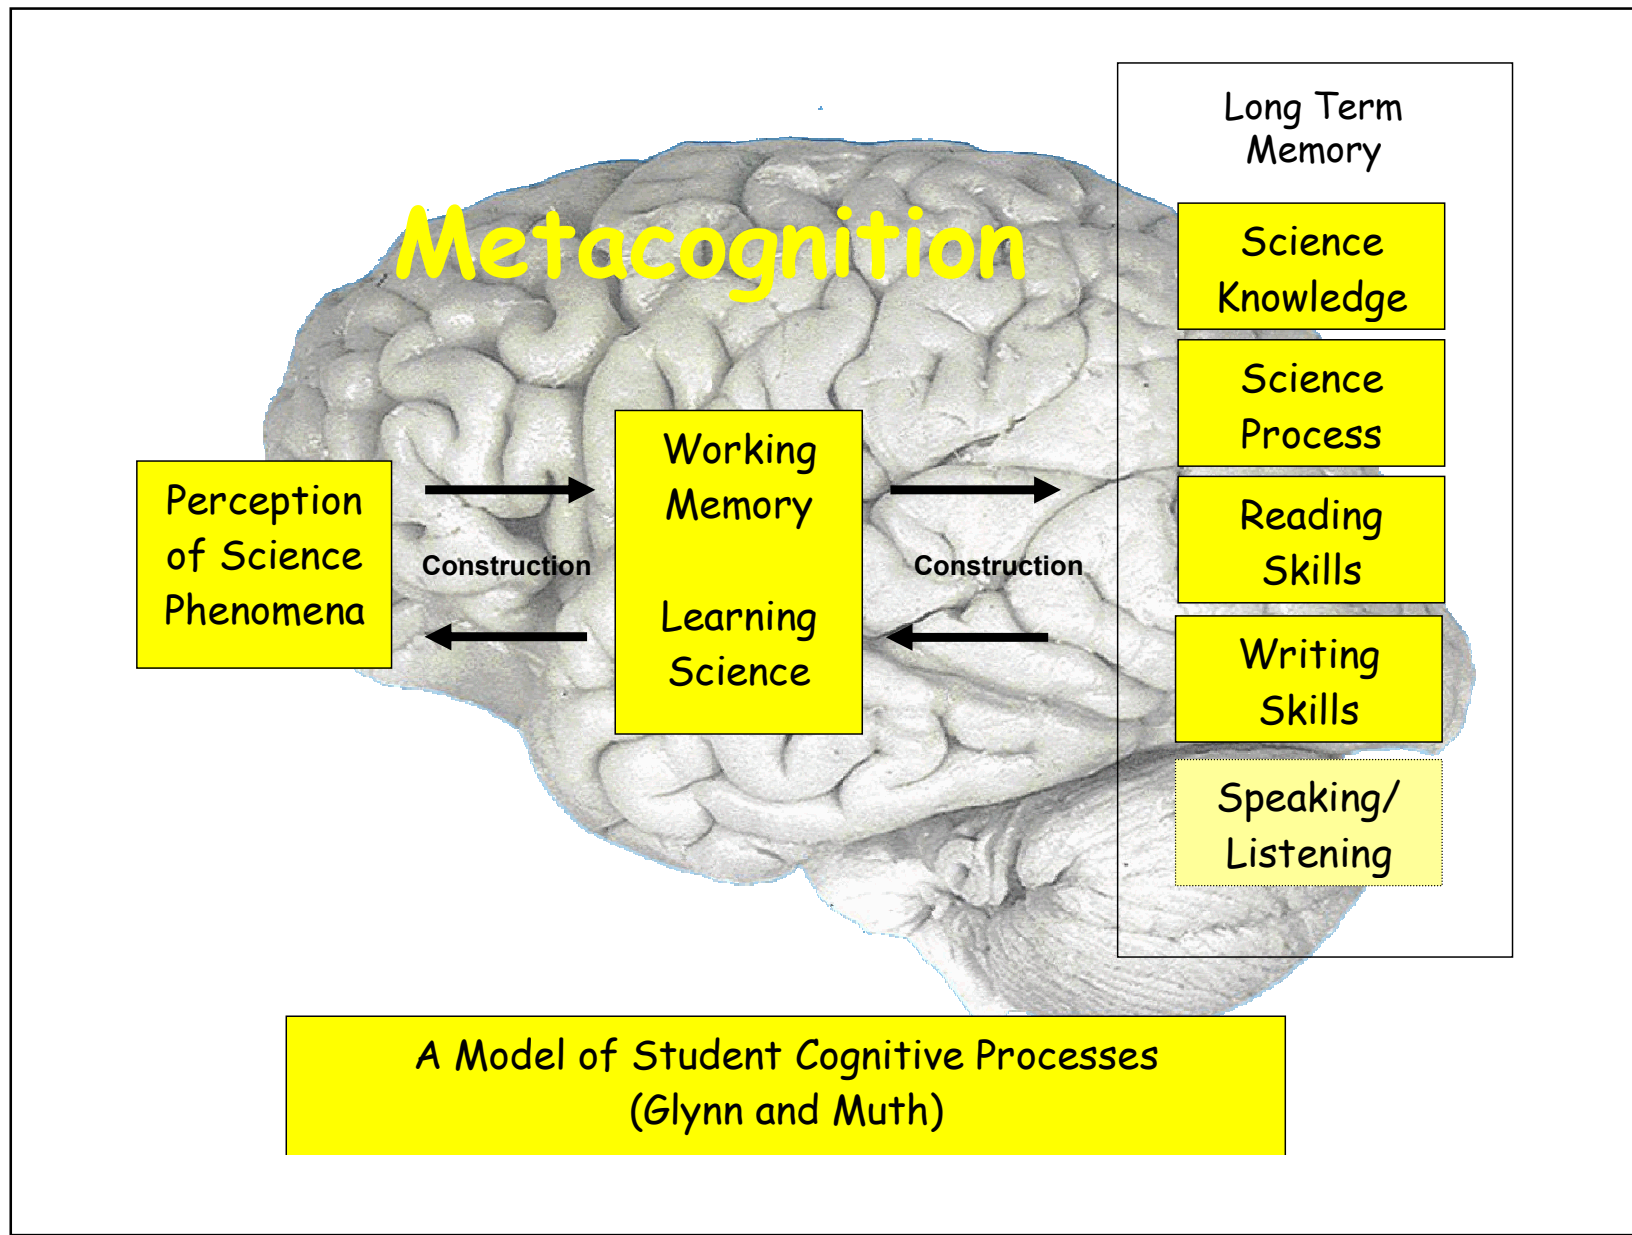 Metacognition
Perception
of Science
Phenomena
Construction
Working
Memory
Learning
Science
Construction
Long Term
Memory
Science
Knowledge
Science
Process
Reading
Skills
Writing
Skills
Speaking/
Listening
A Model of Student Cognitive Processes
(Glynn and Muth)